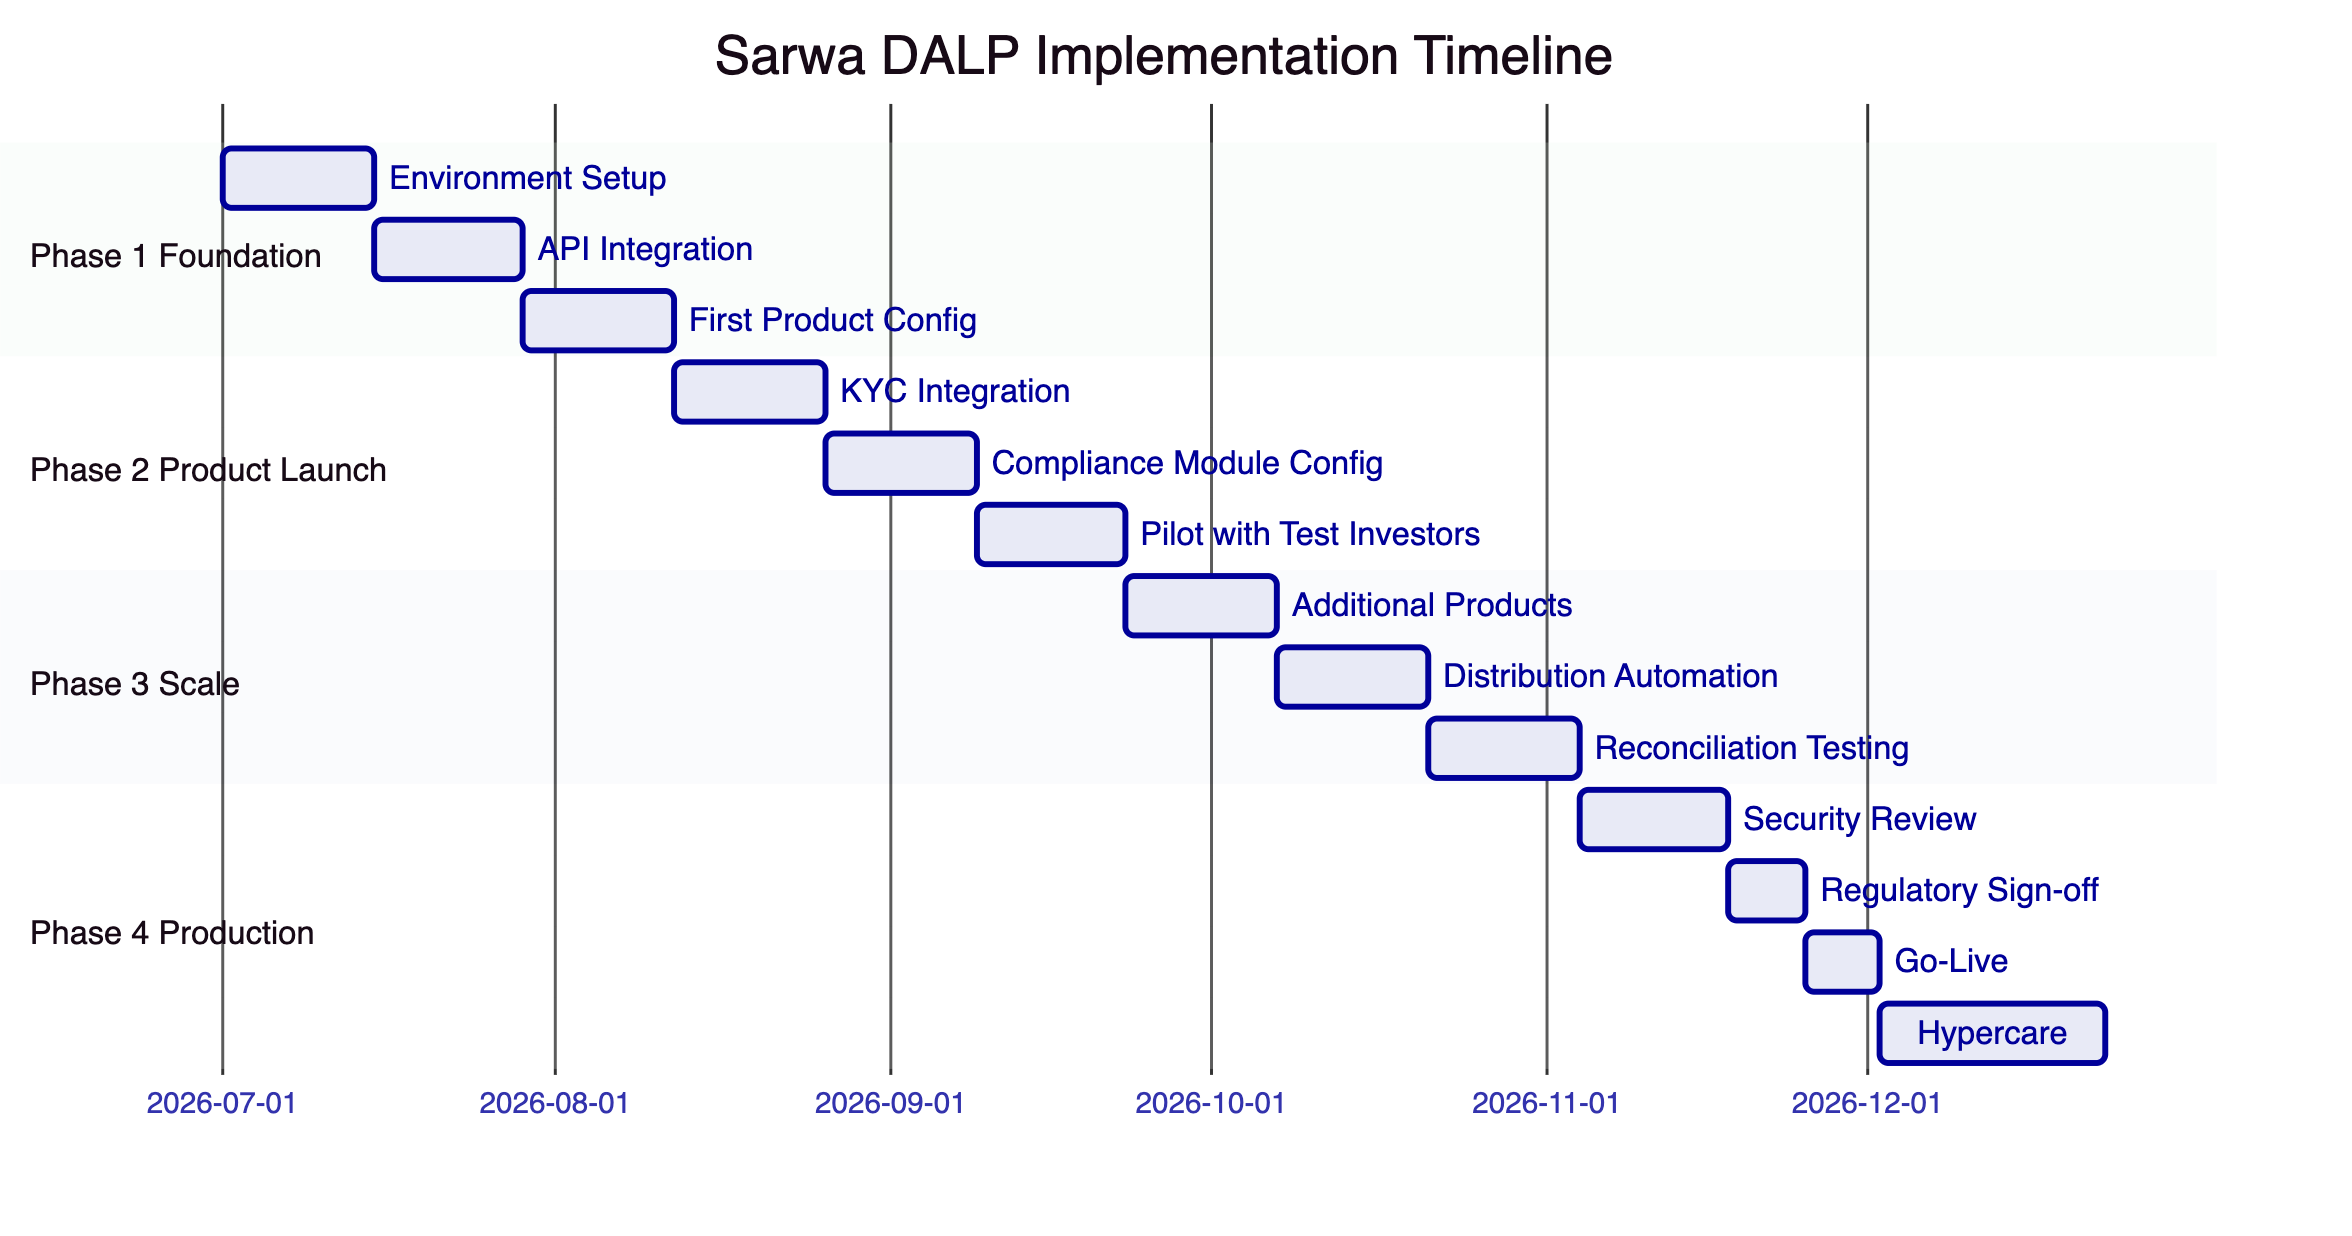 Sarwa DALP Implementation Timeline
Environment Setup
API Integration
Phase 1 Foundation
First Product Config
KYC Integration
Compliance Module Config
Phase 2 Product Launch
Pilot with Test Investors
Additional Products
Distribution Automation
Phase 3 Scale
Reconciliation Testing
Security Review
Regulatory Sign-off
Phase 4 Production
Go-Live
Hypercare
2026-07-01
2026-08-01
2026-09-01
2026-10-01
2026-11-01
2026-12-01